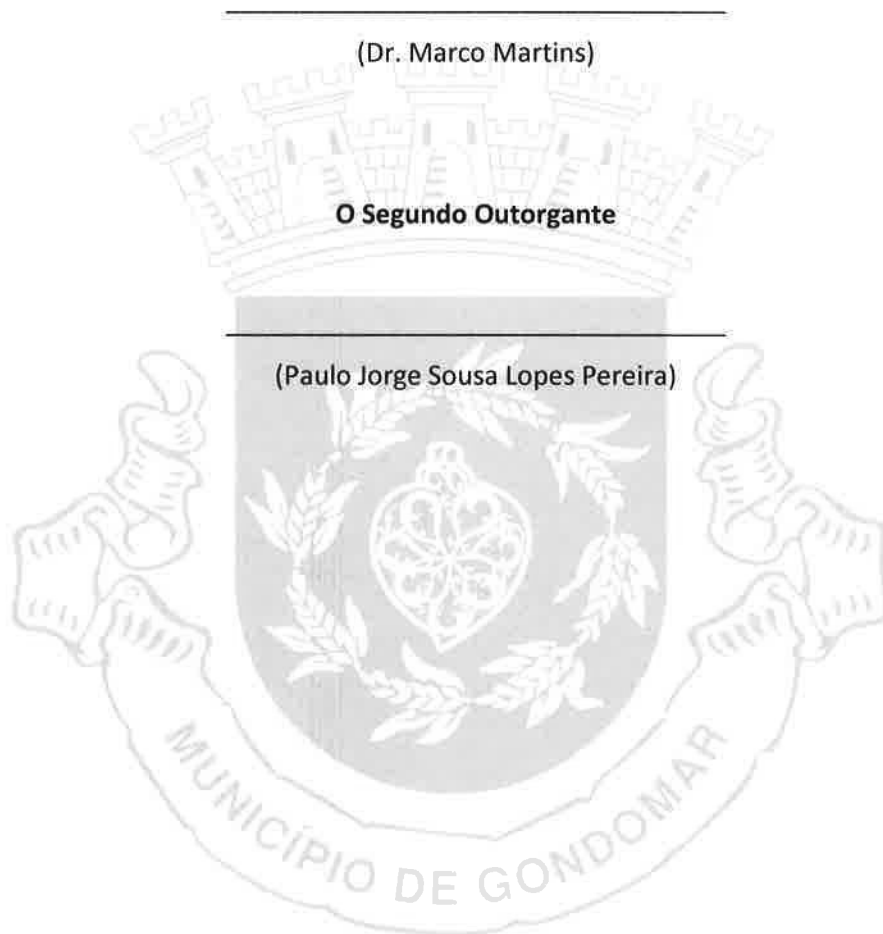 (Dr. Marco Martins)
O Segundo Outorgante
(Paulo Jorge Sousa Lopes Pereira)
MUNICÍPIO DE GONDOMAR